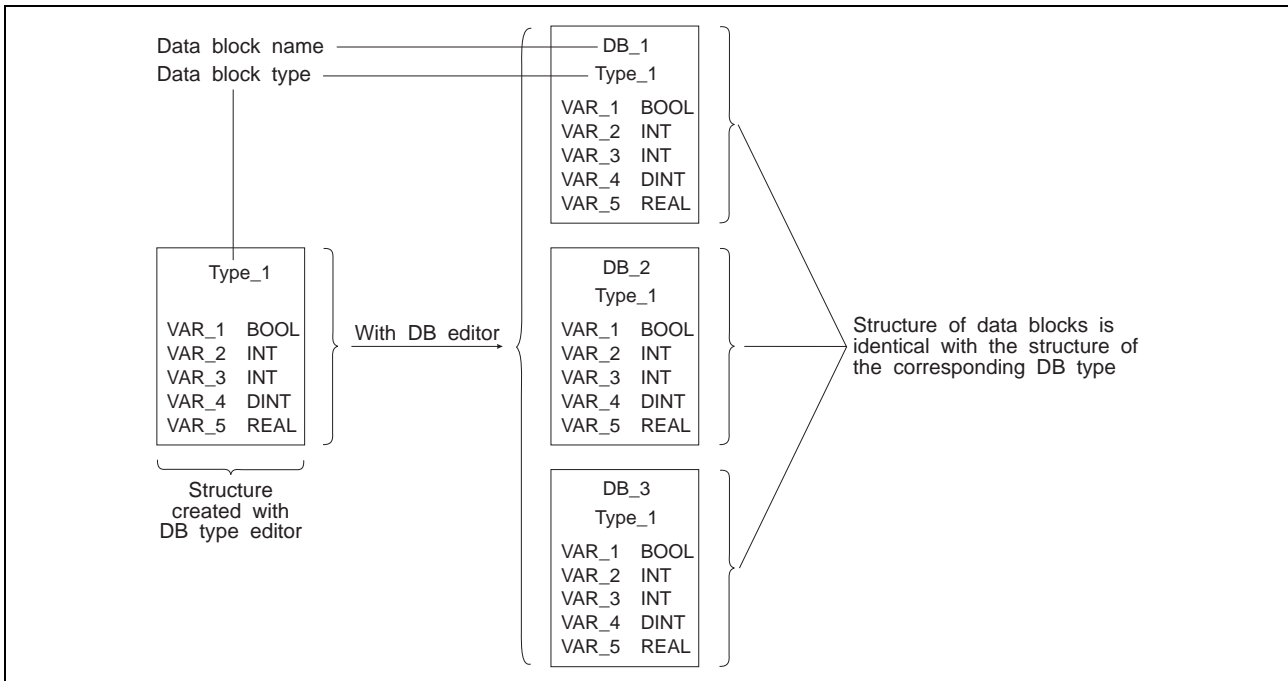 Data block name
Data block type
Type_1
VAR_1 BOOL
VAR_2 INT
VAR_3 INT
VAR_4 DINT
VAR_5 REAL
Structure
created with
DB type editor
With DB editor
DB_1
Type_1
VAR_1 BOOL
VAR_2 INT
VAR_3 INT
VAR_4 DINT
VAR_5 REAL
DB_2
Type_1
VAR_1 BOOL
VAR_2 INT
VAR_3 INT
VAR_4 DINT
VAR_5 REAL
DB_3
Type_1
VAR_1 BOOL
VAR_2 INT
VAR_3 INT
VAR_4 DINT
VAR_5 REAL
Structure of data blocks is
identical with the structure of
the corresponding DB type